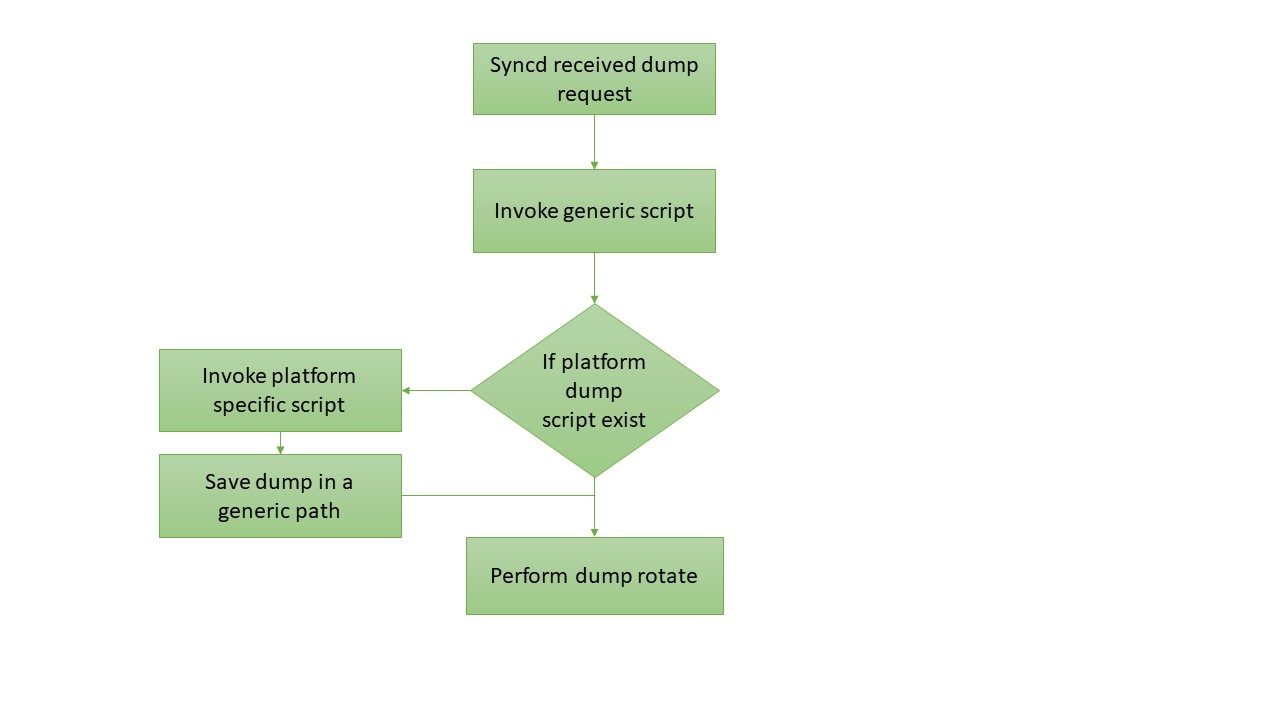 Syncd received dump
request
Invoke generic script
If platform
dump
script exist
Invoke platform
specific script
Save dump in a
generic path
Perform dump rotate